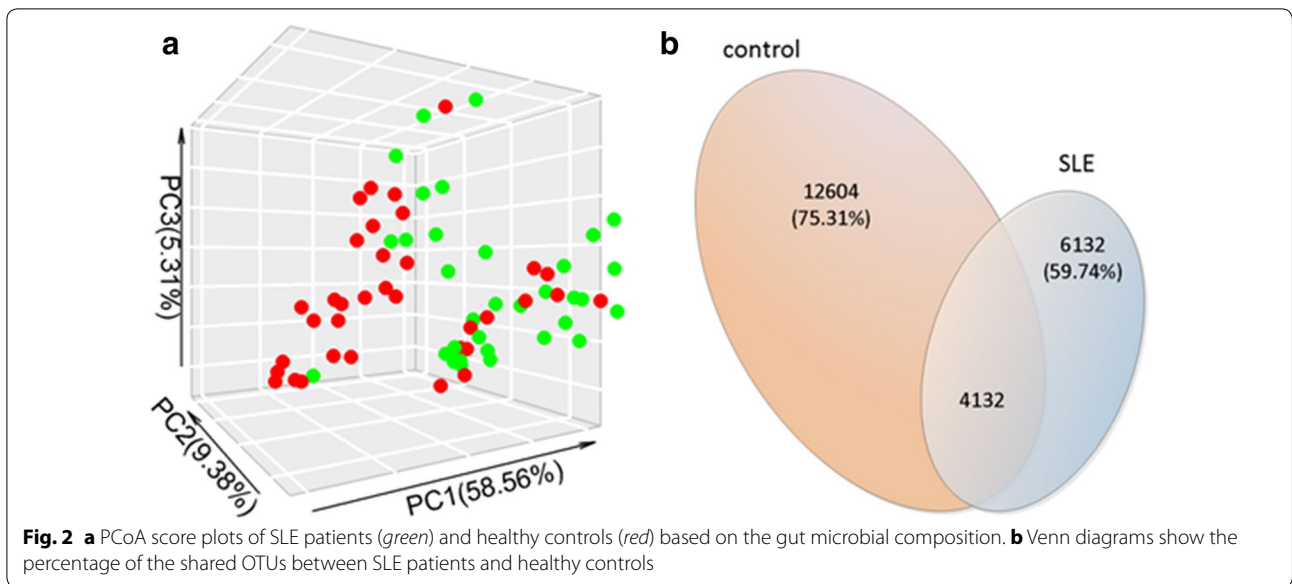 a
PC3(5.31%)
PC2(9.38%)
PC1(58.56%)
b
control
SLE
12604
(75.31%)
6132
(59.74%)
4132
Fig. 2 a PCoA score plots of SLE patients (green) and healthy controls (red) based on the gut microbial composition. b Venn diagrams show the
percentage of the shared OTUs between SLE patients and healthy controls